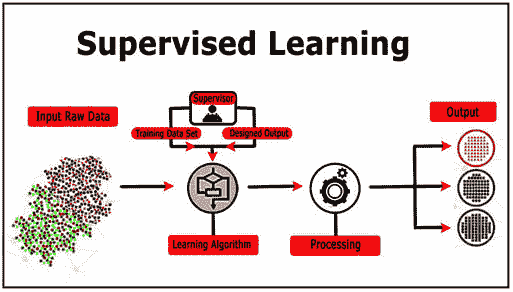 Supervised Learning
Input Raw Data
Supervisor
Training Data Set
Designed Output
Output
Learning Algorithm
Processing